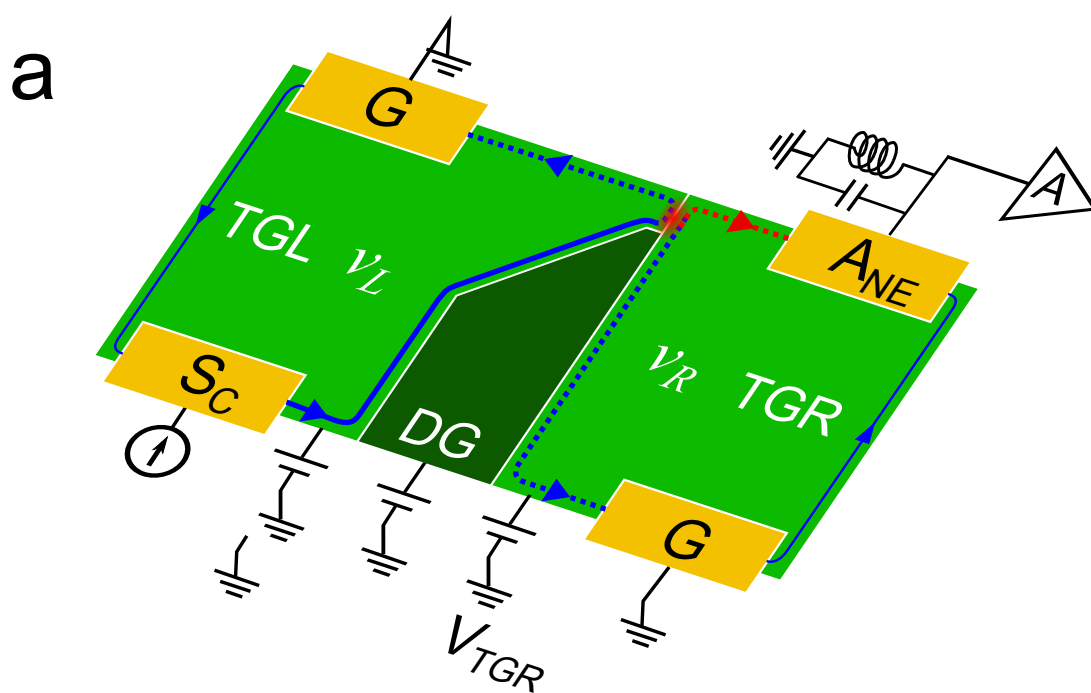 a
G
A
TGL ν_L
A_NE
S_C
ν_R TGR
DG
G
V_TGR